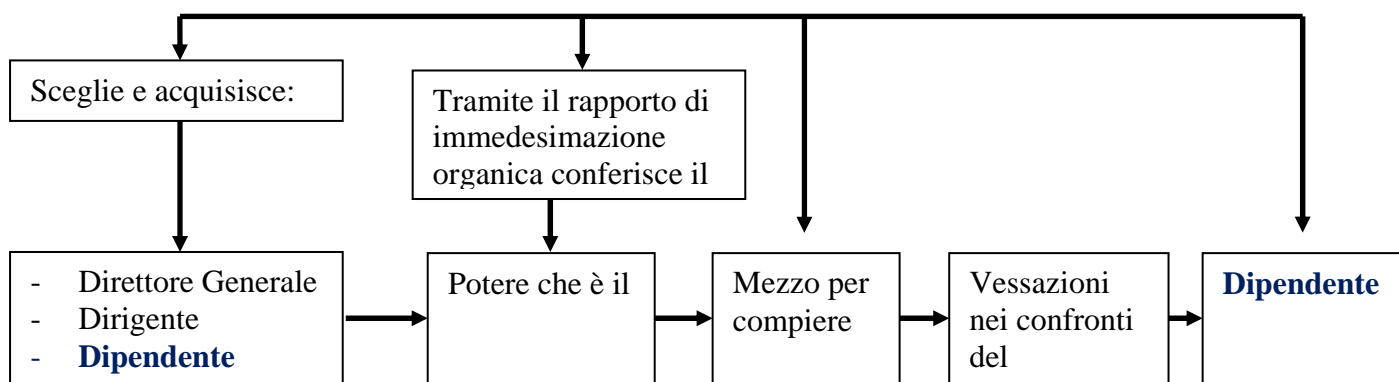 Sceglie e acquisisce:
Tramite il rapporto di
immedesimazione
organica conferisce il
- Direttore Generale
- Dirigente
- Dipendente
Potere che è il
Mezzo per
compiere
Vessazioni
nei confronti
del
Dipendente